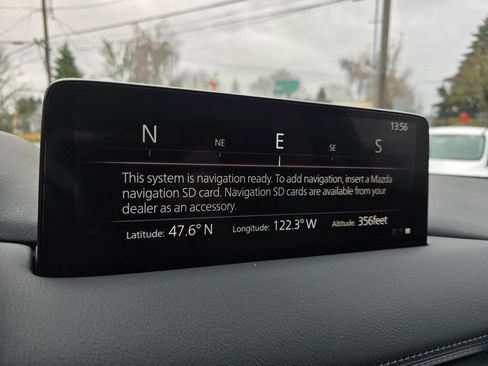 13:56
N NE E SE S
This system is navigation ready. To add navigation, insert a Mazda
navigation SD card. Navigation SD cards are available from your
dealer as an accessory.
Latitude: 47.6° N Longitude: 122.3° W Altitude: 356feet